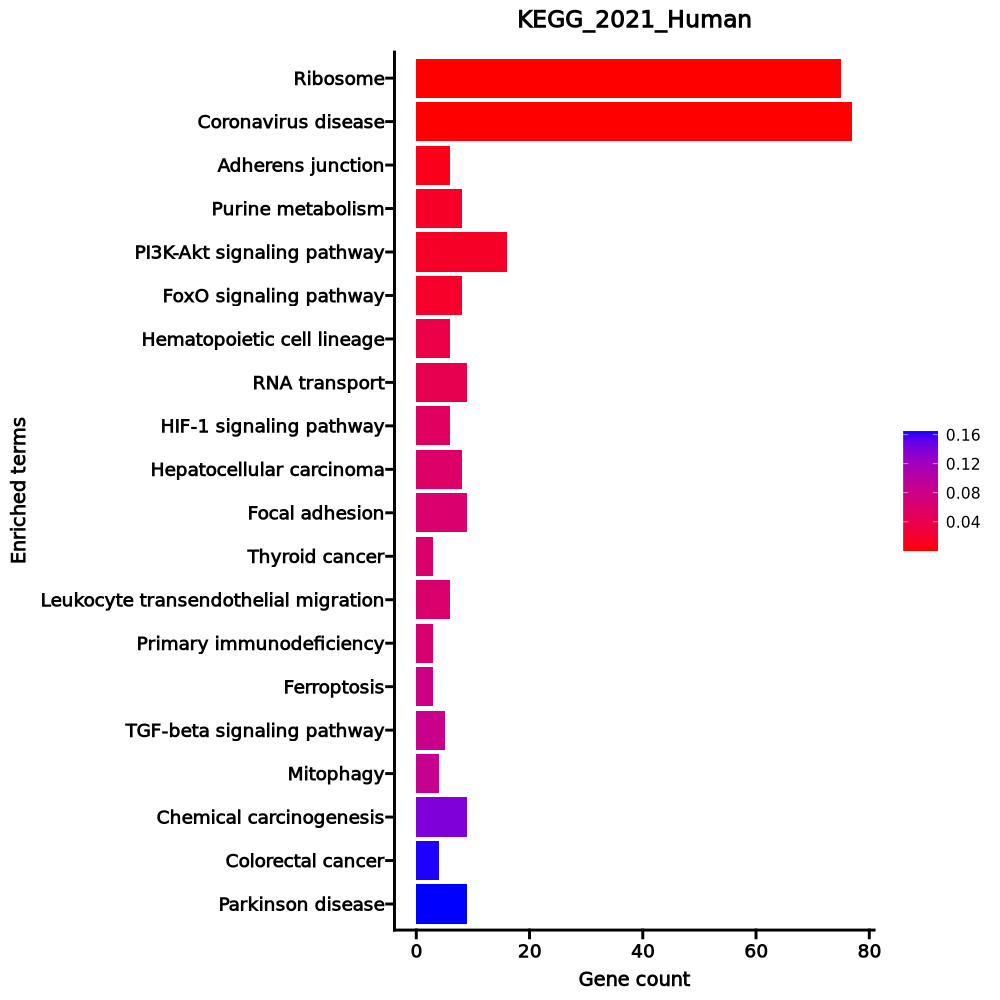 KEGG_2021_Human
Ribosome
Coronavirus disease
Adherens junction
Purine metabolism
PI3K-Akt signaling pathway
FoxO signaling pathway
Hematopoietic cell lineage
RNA transport
HIF-1 signaling pathway
Hepatocellular carcinoma
Focal adhesion
Thyroid cancer
Leukocyte transendothelial migration
Primary immunodeficiency
Ferroptosis
TGF-beta signaling pathway
Mitophagy
Chemical carcinogenesis
Colorectal cancer
Parkinson disease
Enriched terms
0 20 40 60 80
Gene count
0.16
0.12
0.08
0.04